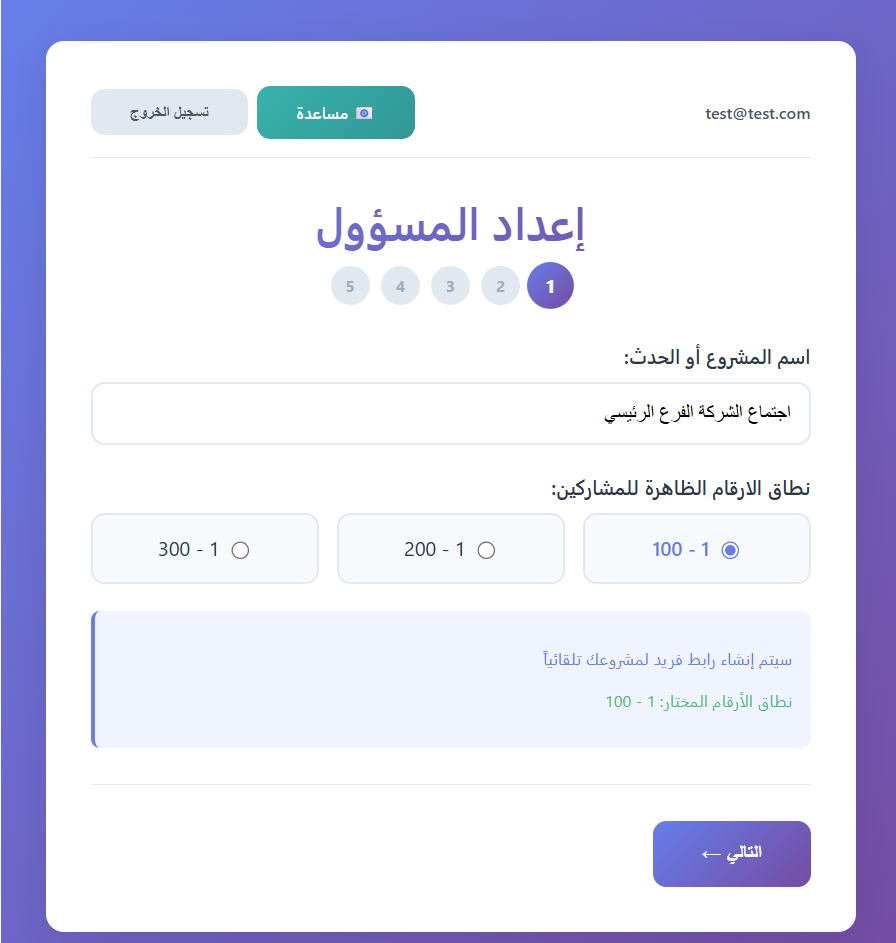 test@test.com
مساعدة
تسجيل الخروج
إعداد المسؤول
1 2 3 4 5
اسم المشروع أو الحدث:
اجتماع الشركة الفرع الرئيسي
نطاق الارقام الظاهرة للمشاركين:
1 - 100
1 - 200
1 - 300
سيتم إنشاء رابط فريد لمشروعك تلقائياً
نطاق الأرقام المختار: 1 - 100
التالي ←